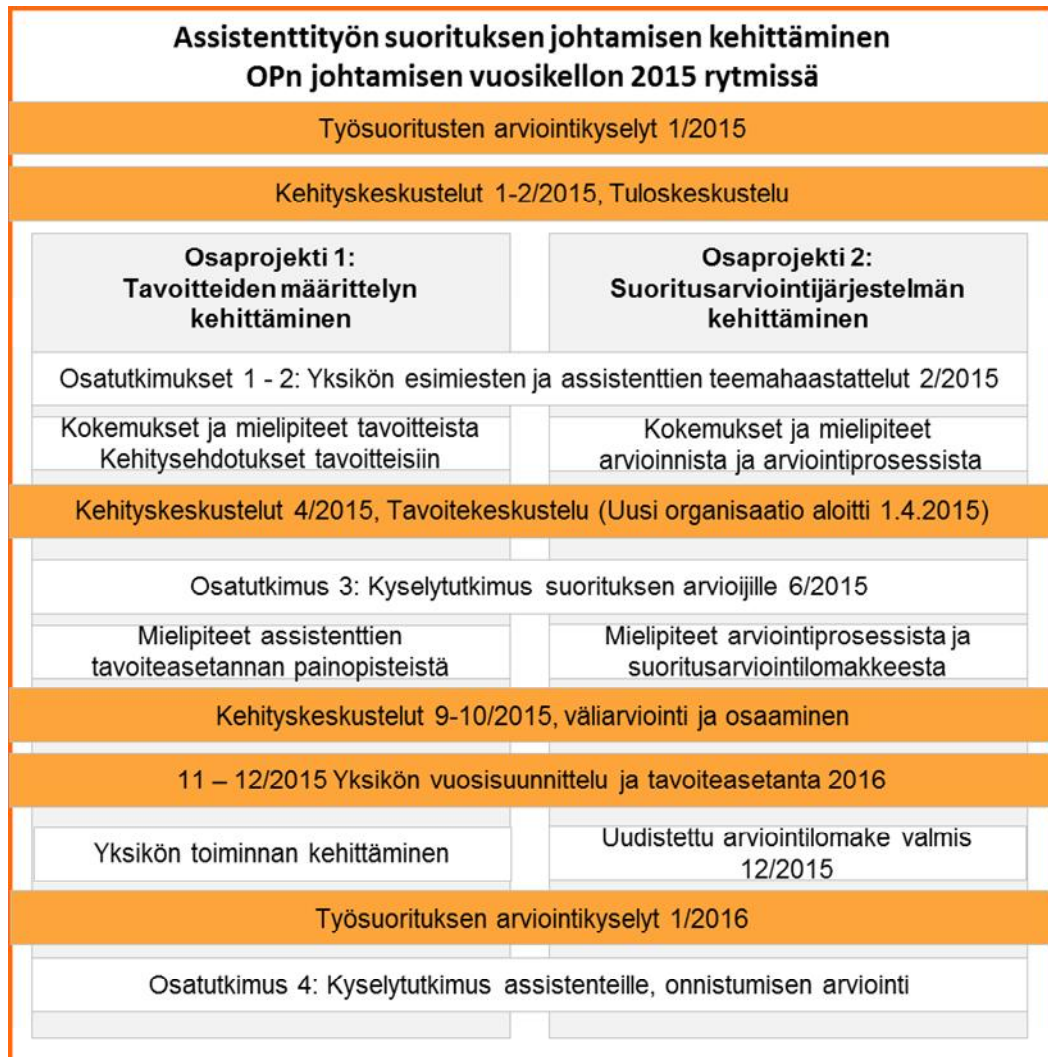 Assistenttityön suorituksen johtamisen kehittäminen
OPn johtamisen vuosikellon 2015 rytmissä
Työsuoritusten arviointikyselyt 1/2015
Kehityskeskustelut 1-2/2015, Tuloskeskustelu
Osaprojekti 1:
Tavoitteiden määrittelyn
kehittäminen
Osaprojekti 2:
Suoritusarviointijärjestelmän
kehittäminen
Osatutkimukset 1 - 2: Yksikön esimiesten ja assistenttien teemahaastattelut 2/2015
Kokemukset ja mielipiteet tavoitteista
Kehitysehdotukset tavoitteisiin
Kokemukset ja mielipiteet
arvioinnista ja arviointiprosessista
Kehityskeskustelut 4/2015, Tavoitekeskustelu (Uusi organisaatio aloitti 1.4.2015)
Osatutkimus 3: Kyselytutkimus suorituksen arvioijille 6/2015
Mielipiteet assistenttien
tavoiteasetannan painopisteistä
Mielipiteet arviointiprosessista ja
suoritusarviointilomakkeesta
Kehityskeskustelut 9-10/2015, väliarviointi ja osaaminen
11 – 12/2015 Yksikön vuosisuunnittelu ja tavoiteasetanta 2016
Yksikön toiminnan kehittäminen
Uudistettu arviointilomake valmis
12/2015
Työsuorituksen arviointikyselyt 1/2016
Osatutkimus 4: Kyselytutkimus assistenteille, onnistumisen arviointi